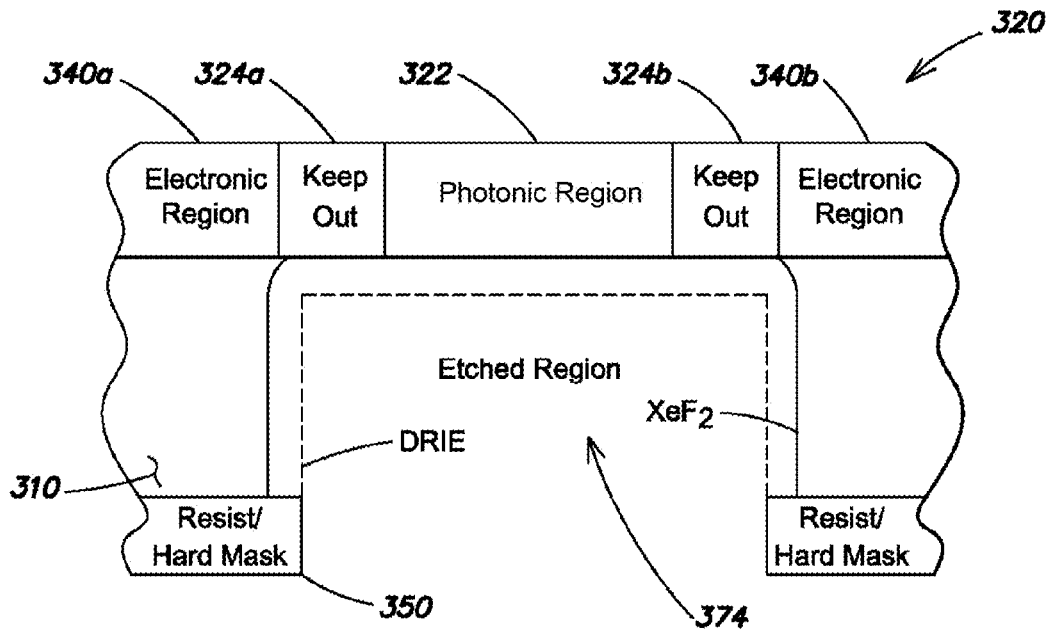 320
340a 324a 322 324b 340b
Electronic Region
Keep Out
Photonic Region
Keep Out
Electronic Region
Etched Region
XeF2
DRIE
310
Resist/
Hard Mask
Resist/
Hard Mask
350
374